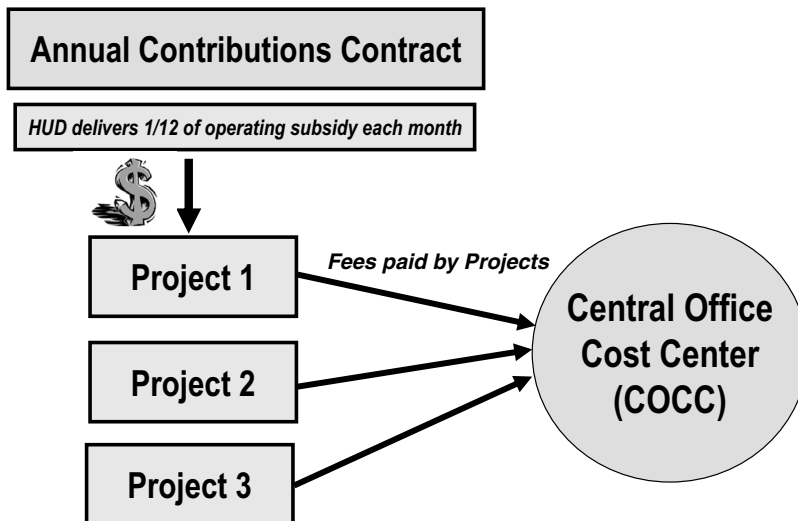 Annual Contributions Contract
HUD delivers 1/12 of operating subsidy each month
$
Project 1
Fees paid by Projects
Central Office
Cost Center
(COCC)
Project 2
Project 3